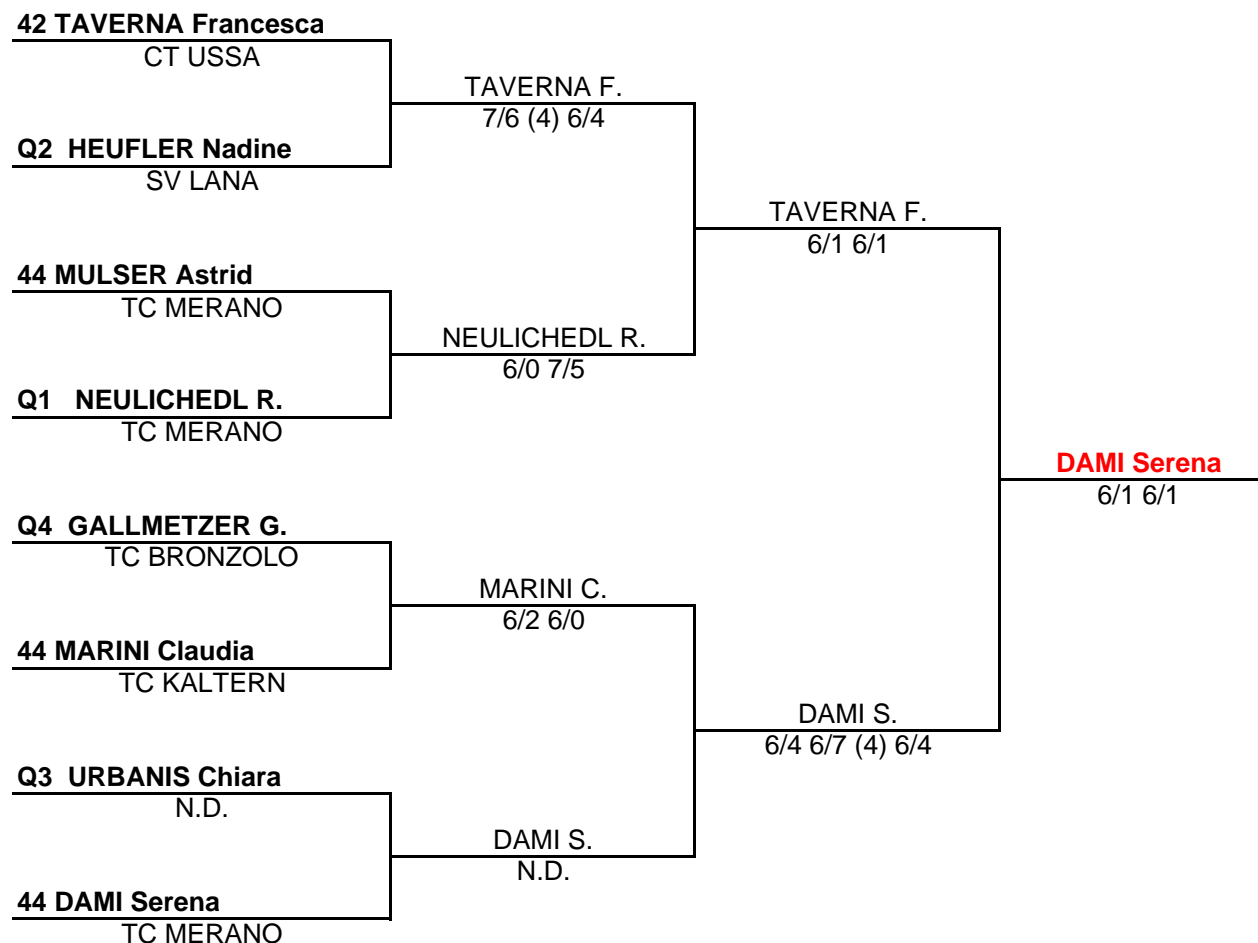 42 TAVERNA Francesca
CT USSA
TAVERNA F.
7/6 (4) 6/4
Q2 HEUFLER Nadine
SV LANA
TAVERNA F.
6/1 6/1
44 MULSER Astrid
TC MERANO
NEULICHEDL R.
6/0 7/5
Q1 NEULICHEDL R.
TC MERANO
DAMI Serena
6/1 6/1
Q4 GALLMETZER G.
TC BRONZOLO
MARINI C.
6/2 6/0
44 MARINI Claudia
TC KALTERN
DAMI S.
6/4 6/7 (4) 6/4
Q3 URBANIS Chiara
N.D.
DAMI S.
N.D.
44 DAMI Serena
TC MERANO